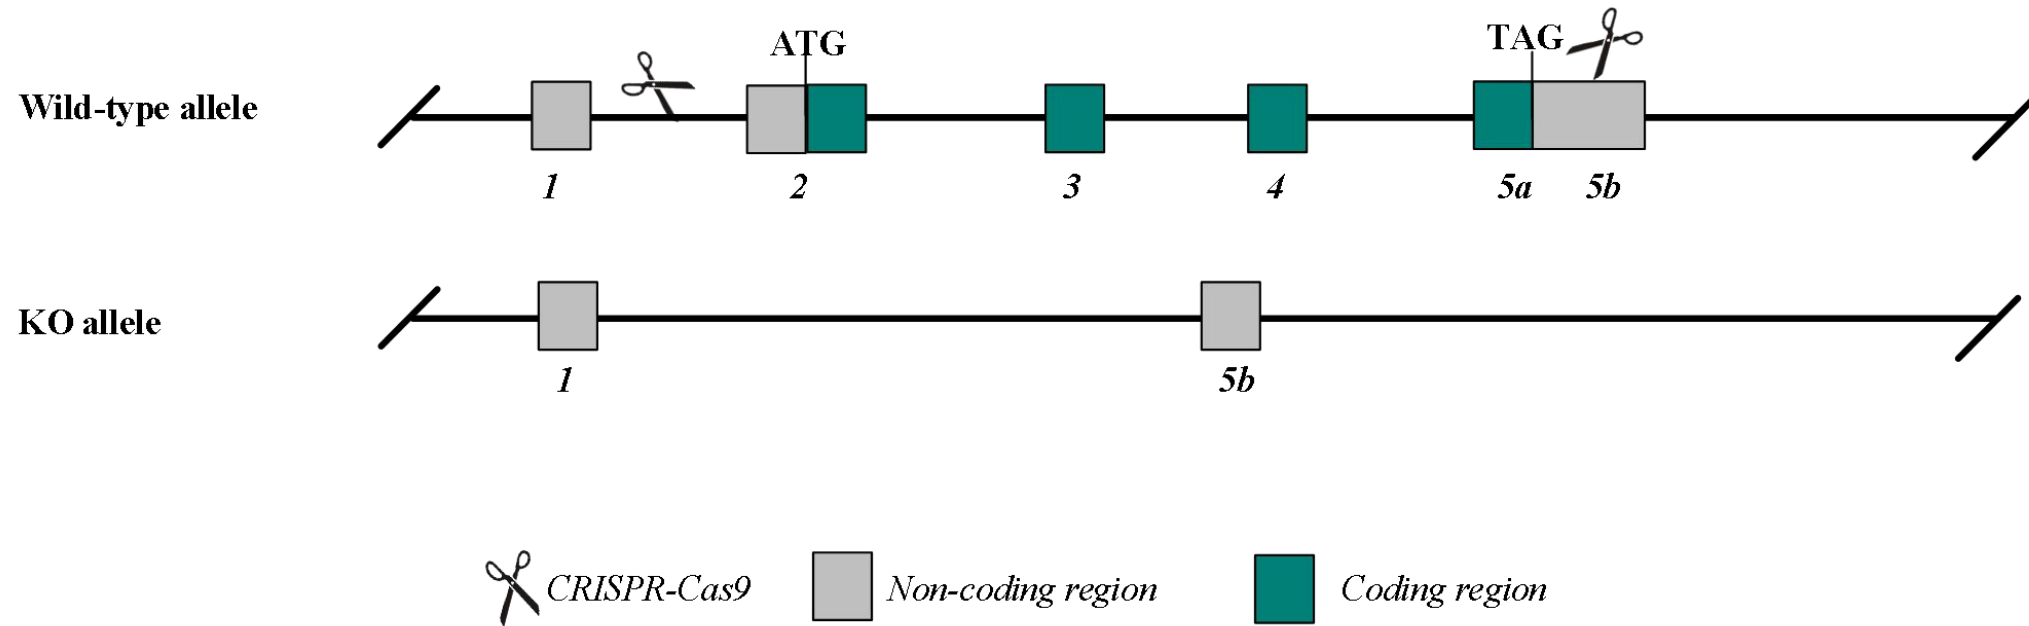 ATG
TAG
Wild-type allele
1 2 3 4 5a 5b
KO allele
1 5b
CRISPR-Cas9 Non-coding region Coding region